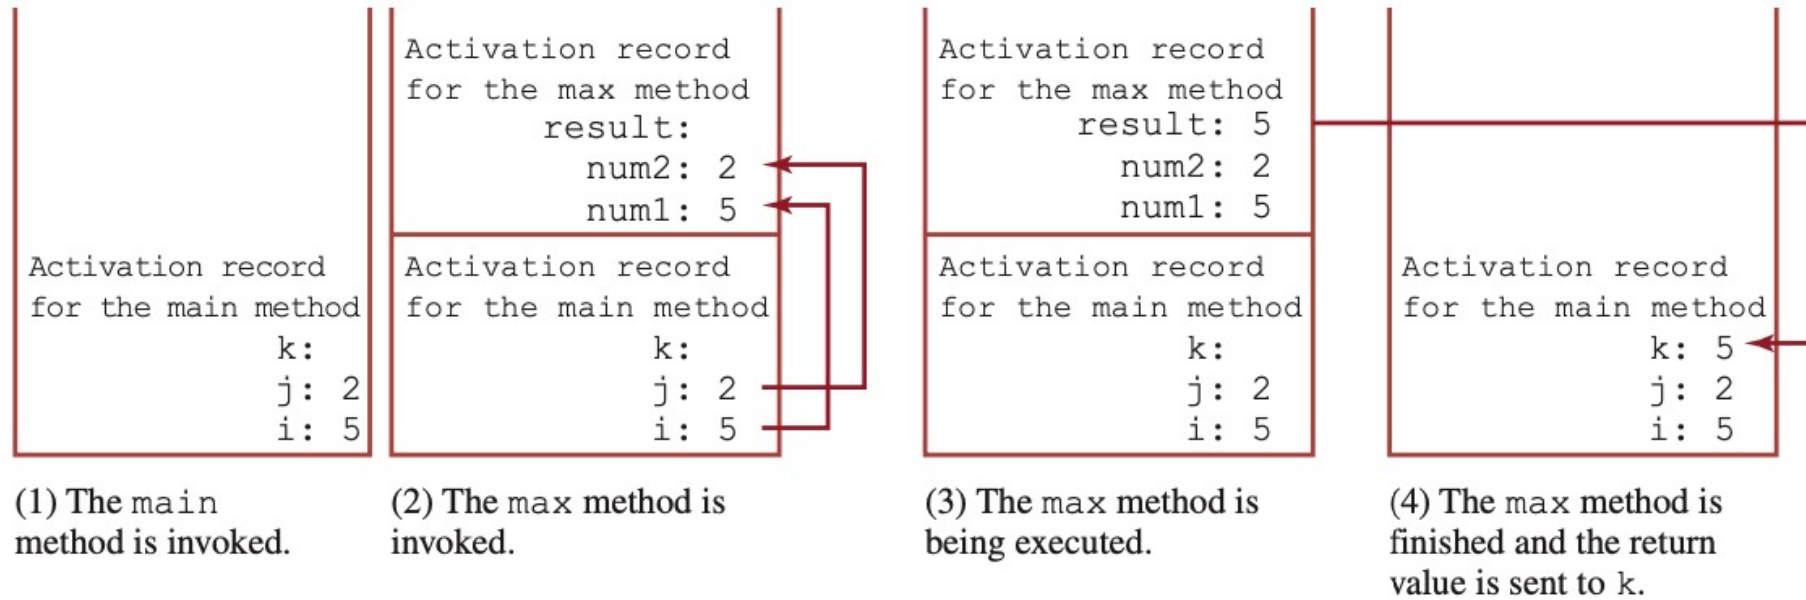 Activation record
for the main method
k:
j: 2
i: 5
(1) The main
method is invoked.
Activation record
for the max method
result:
num2: 2
num1: 5
Activation record
for the main method
k:
j: 2
i: 5
(2) The max method is
invoked.
Activation record
for the max method
result: 5
num2: 2
num1: 5
Activation record
for the main method
k:
j: 2
i: 5
(3) The max method is
being executed.
Activation record
for the main method
k: 5
j: 2
i: 5
(4) The max method is
finished and the return
value is sent to k.